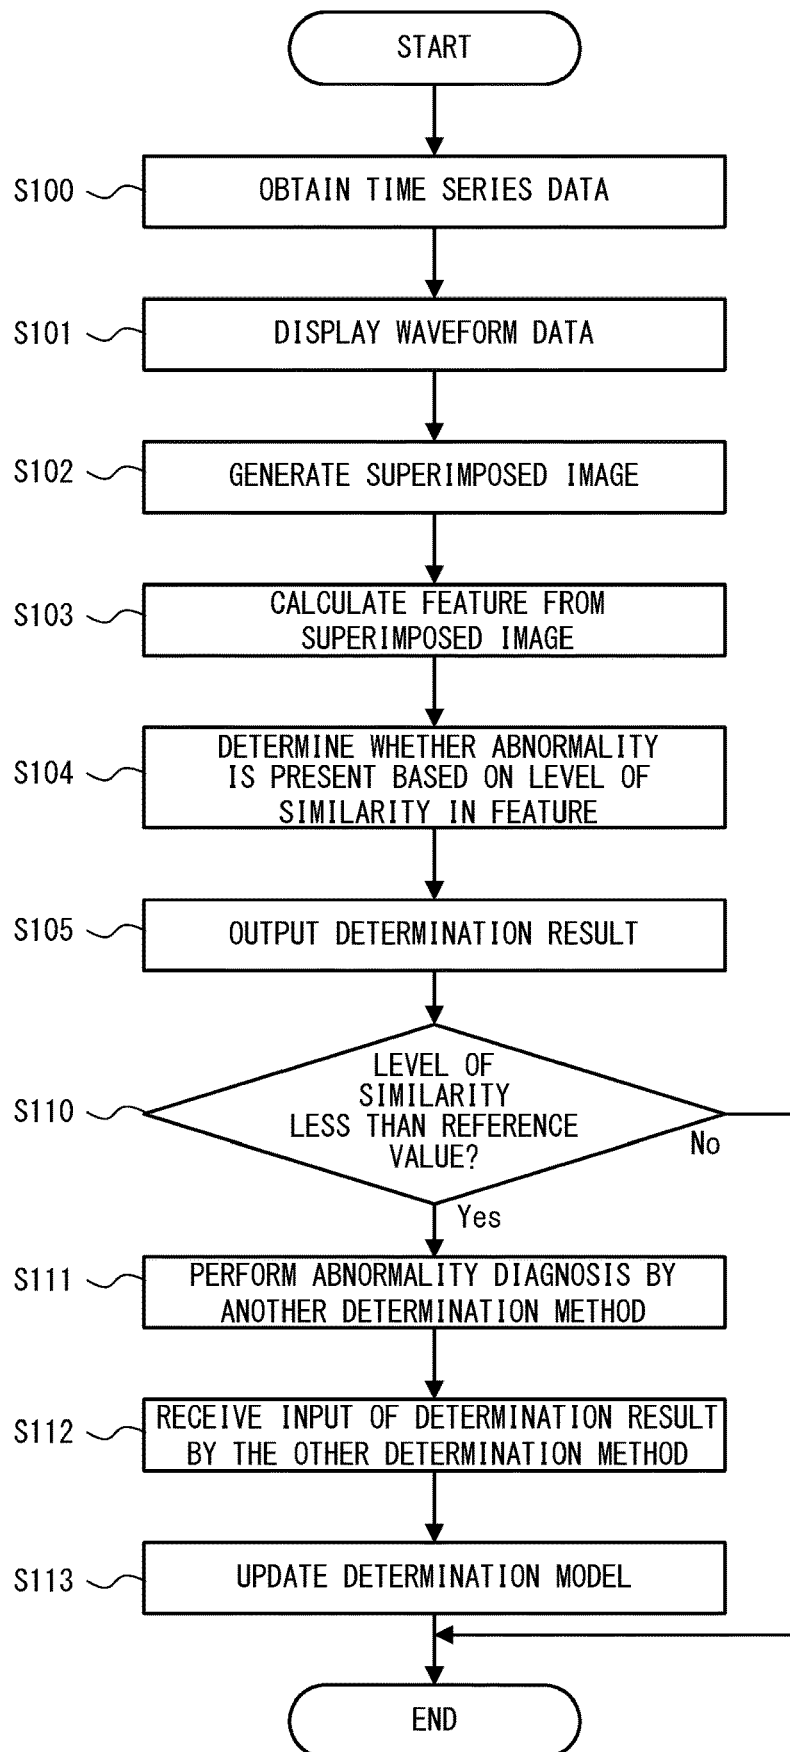 START
S100
OBTAIN TIME SERIES DATA
S101
DISPLAY WAVEFORM DATA
S102
GENERATE SUPERIMPOSED IMAGE
S103
CALCULATE FEATURE FROM
SUPERIMPOSED IMAGE
S104
DETERMINE WHETHER ABNORMALITY
IS PRESENT BASED ON LEVEL OF
SIMILARITY IN FEATURE
S105
OUTPUT DETERMINATION RESULT
S110
LEVEL OF
SIMILARITY
LESS THAN REFERENCE
VALUE?
No
Yes
S111
PERFORM ABNORMALITY DIAGNOSIS BY
ANOTHER DETERMINATION METHOD
S112
RECEIVE INPUT OF DETERMINATION RESULT
BY THE OTHER DETERMINATION METHOD
S113
UPDATE DETERMINATION MODEL
END